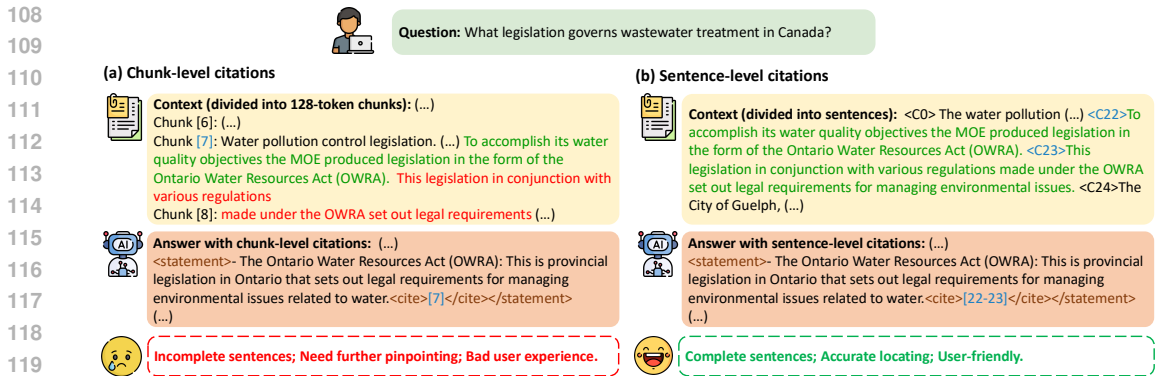 108
109
110
111
112
113
114
115
116
117
118
119
Question: What legislation governs wastewater treatment in Canada?
(a) Chunk-level citations
Context (divided into 128-token chunks): (…)
Chunk [6]: (…)
Chunk [7]: Water pollution control legislation. (…) To accomplish its water
quality objectives the MOE produced legislation in the form of the
Ontario Water Resources Act (OWRA). This legislation in conjunction with
various regulations
Chunk [8]: made under the OWRA set out legal requirements (…)
AI
Answer with chunk-level citations: (…)
<statement>- The Ontario Water Resources Act (OWRA): This is provincial
legislation in Ontario that sets out legal requirements for managing
environmental issues related to water.<cite>[7]</cite></statement>
(…)
Incomplete sentences; Need further pinpointing; Bad user experience.
(b) Sentence-level citations
Context (divided into sentences): <C0> The water pollution (…) <C22>To
accomplish its water quality objectives the MOE produced legislation in
the form of the Ontario Water Resources Act (OWRA). <C23>This
legislation in conjunction with various regulations made under the OWRA
set out legal requirements for managing environmental issues. <C24>The
City of Guelph, (…)
AI
Answer with sentence-level citations: (…)
<statement>- The Ontario Water Resources Act (OWRA): This is provincial
legislation in Ontario that sets out legal requirements for managing
environmental issues related to water.<cite>[22-23]</cite></statement>
(…)
Complete sentences; Accurate locating; User-friendly.